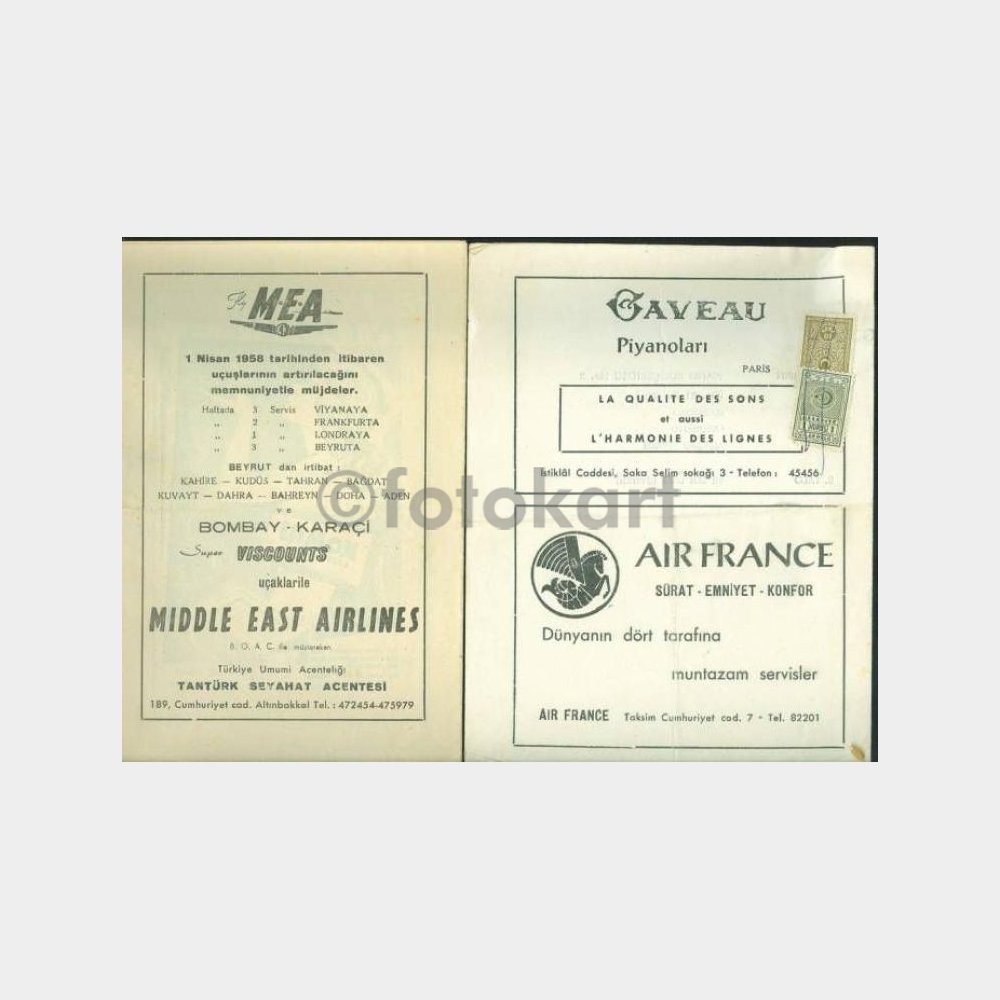 Fly M·E·A
1 Nisan 1958 tarihinden itibaren
uçuşlarının artırılacağını
memnuniyetle müjdeler.
Haftada 3 Servis VİYANAYA
„ 2 „ FRANKFURTA
„ 1 „ LONDRAYA
„ 3 „ BEYRUTA
BEYRUT dan irtibat :
KAHİRE — KUDÜS — TAHRAN — BAĞDAT
KUVAYT — DAHRA — BAHREYN — DOHA — ADEN
ve
BOMBAY - KARAÇİ
Super VISCOUNTS
uçaklarile
MIDDLE EAST AIRLINES
B. O. A. C. ile müştereken
Türkiye Umumi Acenteliği
TANTÜRK SEYAHAT ACENTESİ
189, Cumhuriyet cad. Altınbakkal Tel. : 472454-475979
GAVEAU
Piyanoları
PARİS
LA QUALITE DES SONS
et aussi
L'HARMONIE DES LIGNES
İstiklâl Caddesi, Saka Selim sokağı 3 - Telefon : 45456
AIR FRANCE
SÜRAT - EMNİYET - KONFOR
Dünyanın dört tarafına
muntazam servisler
AIR FRANCE Taksim Cumhuriyet cad. 7 - Tel. 82201
©fotokart